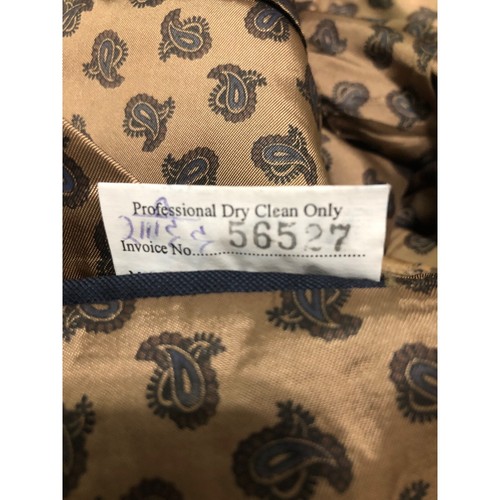 Professional Dry Clean Only
Invoice No. 56527